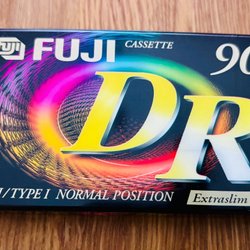 FUJI CASSETTE 90
DR
I/TYPE I NORMAL POSITION Extraslim